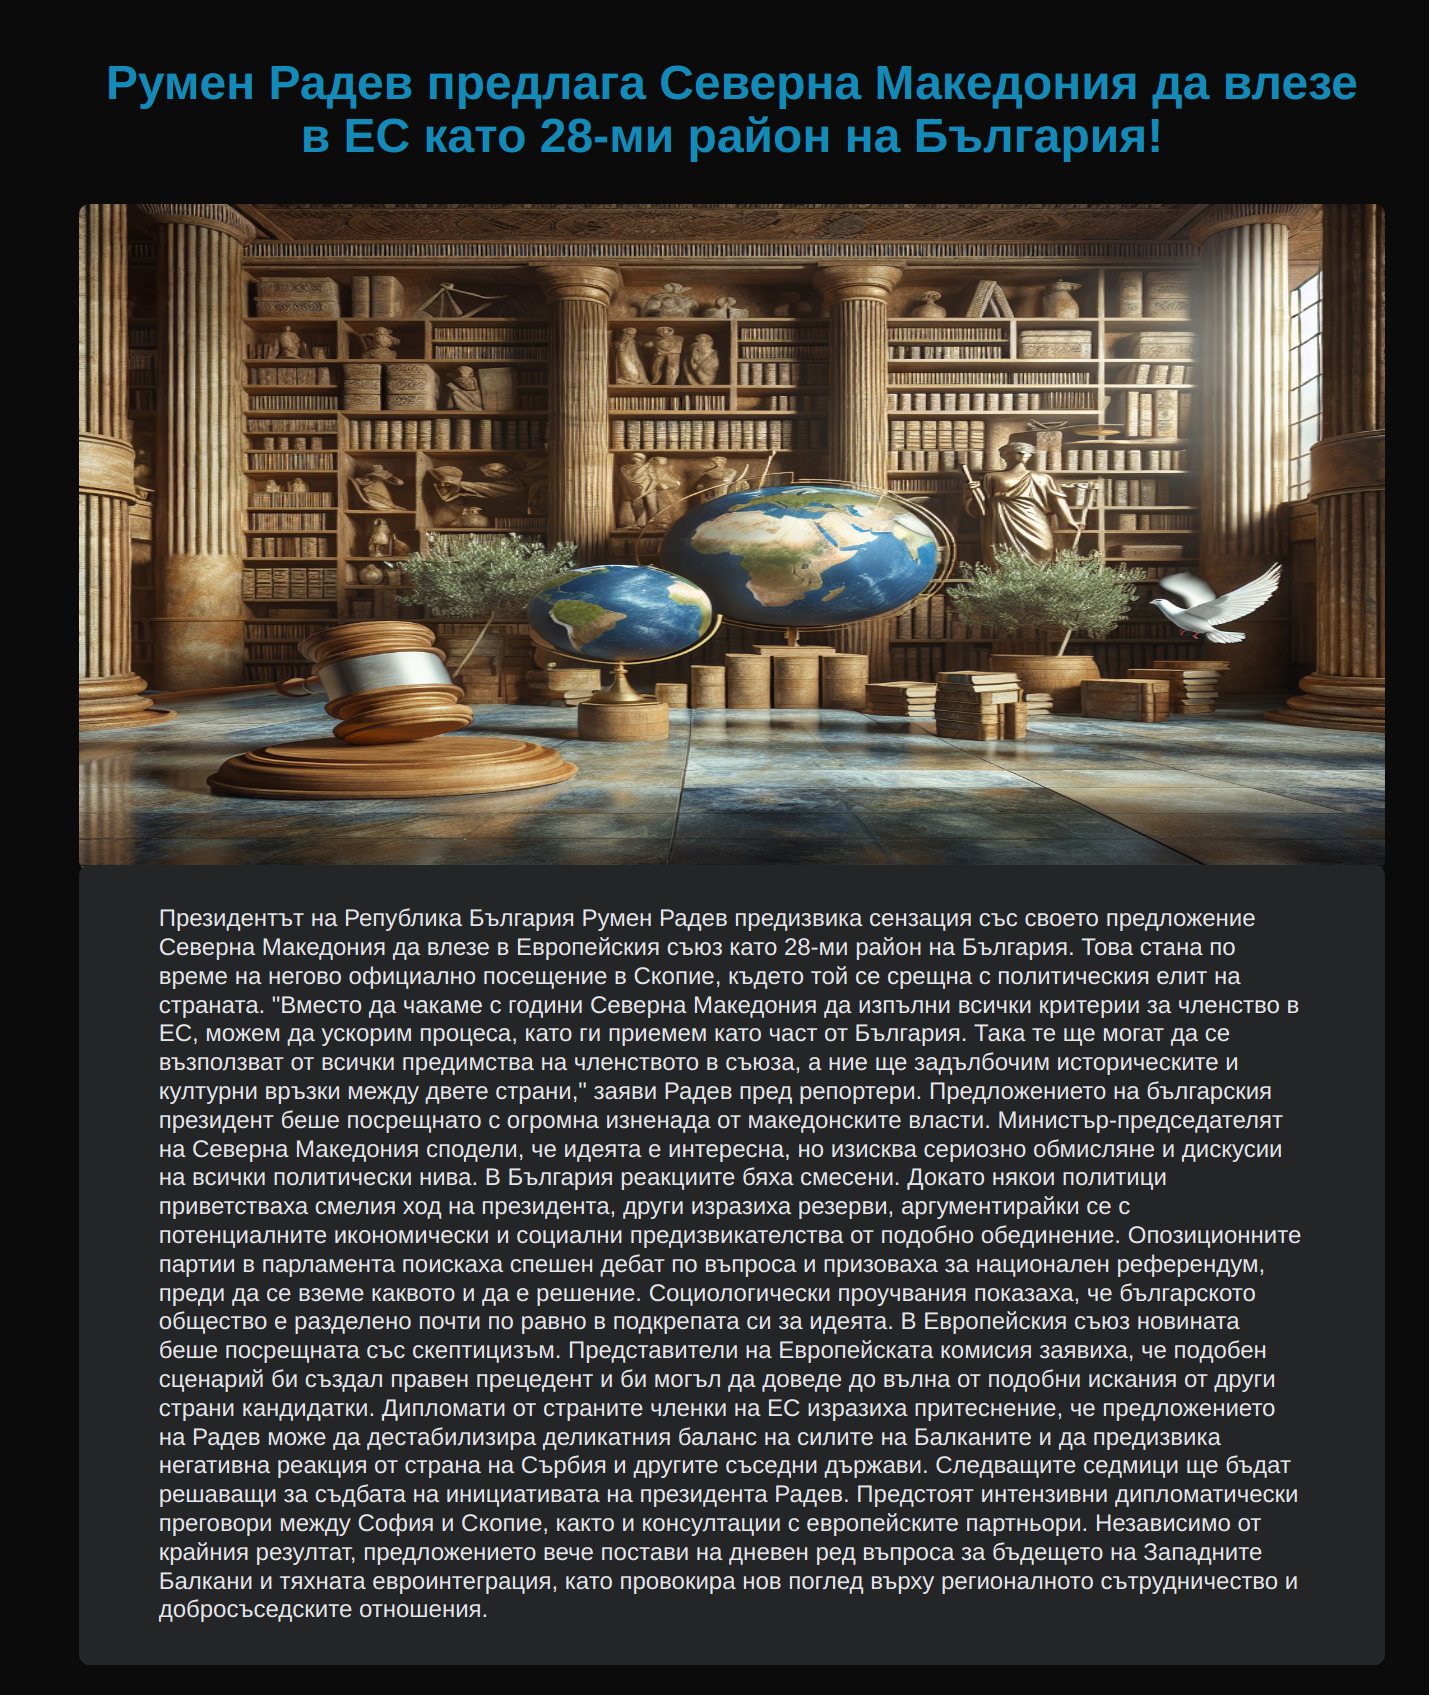 Румен Радев предлага Северна Македония да влезе
в ЕС като 28-ми район на България!
Президентът на Република България Румен Радев предизвика сензация със своето предложение
Северна Македония да влезе в Европейския съюз като 28-ми район на България. Това стана по
време на негово официално посещение в Скопие, където той се срещна с политическия елит на
страната. "Вместо да чакаме с години Северна Македония да изпълни всички критерии за членство в
ЕС, можем да ускорим процеса, като ги приемем като част от България. Така те ще могат да се
възползват от всички предимства на членството в съюза, а ние ще задълбочим историческите и
културни връзки между двете страни," заяви Радев пред репортери. Предложението на българския
президент беше посрещнато с огромна изненада от македонските власти. Министър-председателят
на Северна Македония сподели, че идеята е интересна, но изисква сериозно обмисляне и дискусии
на всички политически нива. В България реакциите бяха смесени. Докато някои политици
приветстваха смелия ход на президента, други изразиха резерви, аргументирайки се с
потенциалните икономически и социални предизвикателства от подобно обединение. Опозиционните
партии в парламента поискаха спешен дебат по въпроса и призоваха за национален референдум,
преди да се вземе каквото и да е решение. Социологически проучвания показаха, че българското
общество е разделено почти по равно в подкрепата си за идеята. В Европейския съюз новината
беше посрещната със скептицизъм. Представители на Европейската комисия заявиха, че подобен
сценарий би създал правен прецедент и би могъл да доведе до вълна от подобни искания от други
страни кандидатки. Дипломати от страните членки на ЕС изразиха притеснение, че предложението
на Радев може да дестабилизира деликатния баланс на силите на Балканите и да предизвика
негативна реакция от страна на Сърбия и другите съседни държави. Следващите седмици ще бъдат
решаващи за съдбата на инициативата на президента Радев. Предстоят интензивни дипломатически
преговори между София и Скопие, както и консултации с европейските партньори. Независимо от
крайния резултат, предложението вече постави на дневен ред въпроса за бъдещето на Западните
Балкани и тяхната евроинтеграция, като провокира нов поглед върху регионалното сътрудничество и
добросъседските отношения.